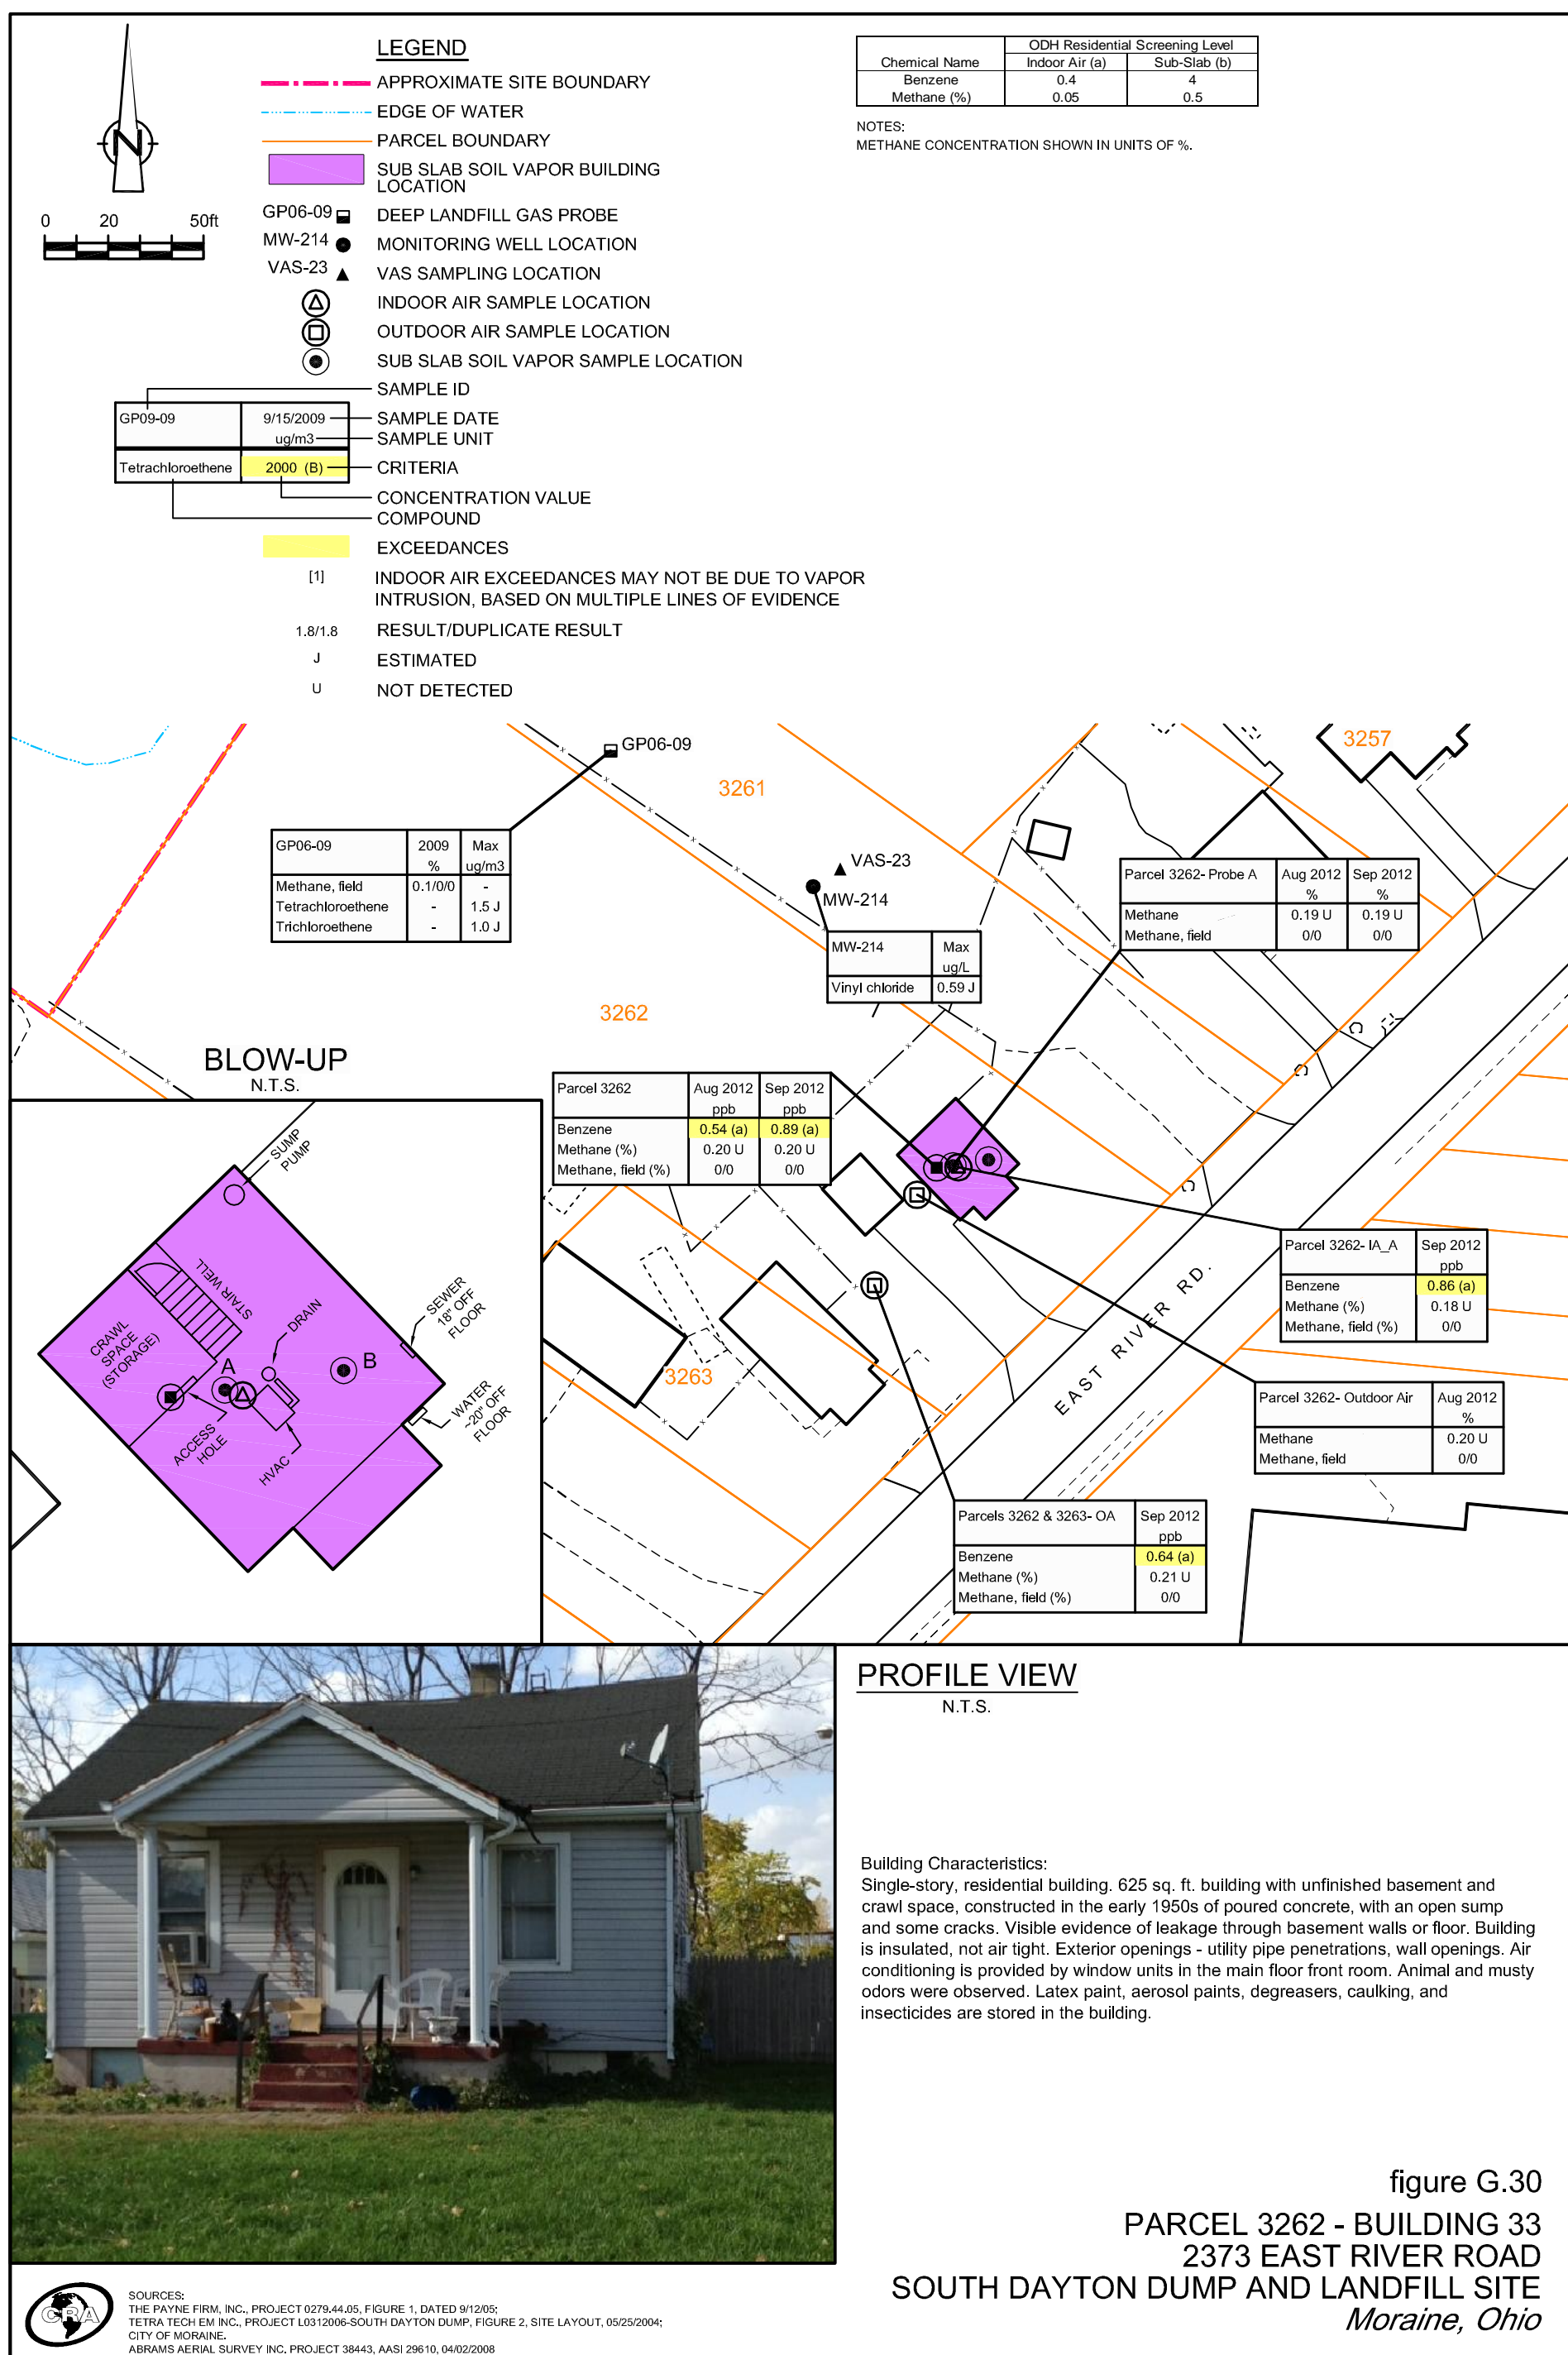 LEGEND
APPROXIMATE SITE BOUNDARY
EDGE OF WATER
PARCEL BOUNDARY
SUB SLAB SOIL VAPOR BUILDING
LOCATION
GP06-09 DEEP LANDFILL GAS PROBE
MW-214 MONITORING WELL LOCATION
VAS-23 VAS SAMPLING LOCATION
INDOOR AIR SAMPLE LOCATION
OUTDOOR AIR SAMPLE LOCATION
SUB SLAB SOIL VAPOR SAMPLE LOCATION
SAMPLE ID
GP09-09 9/15/2009 SAMPLE DATE
ug/m3 SAMPLE UNIT
Tetrachloroethene 2000 (B) CRITERIA
CONCENTRATION VALUE
COMPOUND
EXCEEDANCES
[1] INDOOR AIR EXCEEDANCES MAY NOT BE DUE TO VAPOR
INTRUSION, BASED ON MULTIPLE LINES OF EVIDENCE
1.8/1.8 RESULT/DUPLICATE RESULT
J ESTIMATED
U NOT DETECTED
N
0 20 50ft
ODH Residential Screening Level
Chemical Name Indoor Air (a) Sub-Slab (b)
Benzene 0.4 4
Methane (%) 0.05 0.5
NOTES:
METHANE CONCENTRATION SHOWN IN UNITS OF %.
GP06-09
3261
3257
GP06-09 2009 Max
% ug/m3
Methane, field 0.1/0/0 -
Tetrachloroethene - 1.5 J
Trichloroethene - 1.0 J
VAS-23
MW-214
MW-214 Max
ug/L
Vinyl chloride 0.59 J
Parcel 3262- Probe A Aug 2012 Sep 2012
% %
Methane 0.19 U 0.19 U
Methane, field 0/0 0/0
3262
Parcel 3262 Aug 2012 Sep 2012
ppb ppb
Benzene 0.54 (a) 0.89 (a)
Methane (%) 0.20 U 0.20 U
Methane, field (%) 0/0 0/0
Parcel 3262- IA_A Sep 2012
ppb
Benzene 0.86 (a)
Methane (%) 0.18 U
Methane, field (%) 0/0
3263
EAST RIVER RD.
Parcel 3262- Outdoor Air Aug 2012
%
Methane 0.20 U
Methane, field 0/0
Parcels 3262 & 3263- OA Sep 2012
ppb
Benzene 0.64 (a)
Methane (%) 0.21 U
Methane, field (%) 0/0
BLOW-UP
N.T.S.
SUMP
PUMP
STAIR WELL
CRAWL
SPACE
(STORAGE)
DRAIN
SEWER
18" OFF
FLOOR
A
B
WATER
~20" OFF
FLOOR
ACCESS
HOLE
HVAC
PROFILE VIEW
N.T.S.
Building Characteristics:
Single-story, residential building. 625 sq. ft. building with unfinished basement and
crawl space, constructed in the early 1950s of poured concrete, with an open sump
and some cracks. Visible evidence of leakage through basement walls or floor. Building
is insulated, not air tight. Exterior openings - utility pipe penetrations, wall openings. Air
conditioning is provided by window units in the main floor front room. Animal and musty
odors were observed. Latex paint, aerosol paints, degreasers, caulking, and
insecticides are stored in the building.
figure G.30
PARCEL 3262 - BUILDING 33
2373 EAST RIVER ROAD
SOUTH DAYTON DUMP AND LANDFILL SITE
Moraine, Ohio
CRA
SOURCES:
THE PAYNE FIRM, INC., PROJECT 0279.44.05, FIGURE 1, DATED 9/12/05;
TETRA TECH EM INC., PROJECT L0312006-SOUTH DAYTON DUMP, FIGURE 2, SITE LAYOUT, 05/25/2004;
CITY OF MORAINE.
ABRAMS AERIAL SURVEY INC. PROJECT 38443, AASI 29610, 04/02/2008